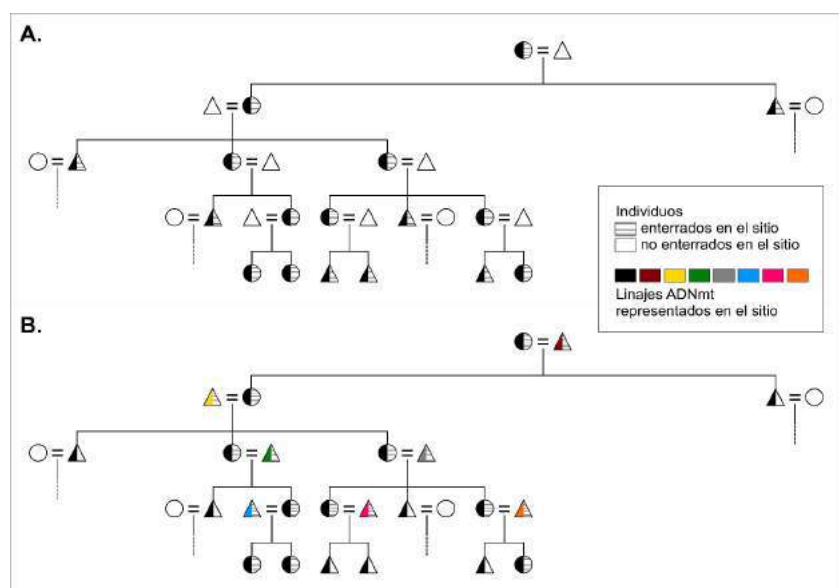 A.
Individuos
enterrados en el sitio
no enterrados en el sitio
Linajes ADNmt
representados en el sitio
B.